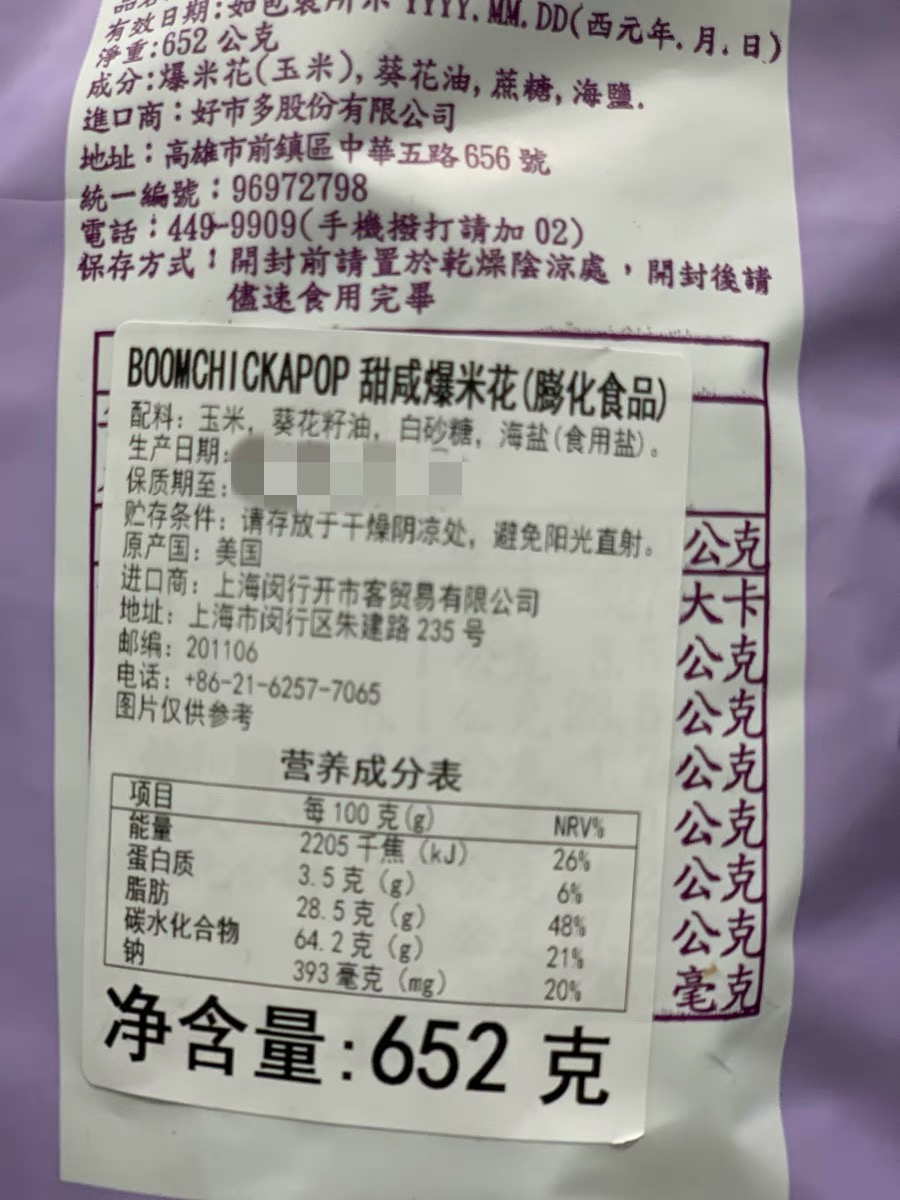 有效日期:如包裝所示 YYYY.MM.DD(西元年.月.日)
淨重:652 公克
成分:爆米花(玉米), 葵花油, 蔗糖, 海鹽.
進口商：好市多股份有限公司
地址：高雄市前鎮區中華五路 656 號
統一編號：96972798
電話：449-9909(手機撥打請加 02)
保存方式：開封前請置於乾燥陰涼處，開封後請
儘速食用完畢
BOOMCHICKAPOP 甜咸爆米花(膨化食品)
配料：玉米，葵花籽油，白砂糖，海盐(食用盐)。
生产日期：
保质期至：
贮存条件：请存放于干燥阴凉处，避免阳光直射。
原产国：美国
进口商：上海闵行开市客贸易有限公司
地址：上海市闵行区朱建路 235 号
邮编：201106
电话：+86-21-6257-7065
图片仅供参考
营养成分表
项目 每 100 克(g) NRV%
能量 2205 千焦 (kJ) 26%
蛋白质 3.5 克 (g) 6%
脂肪 28.5 克 (g) 48%
碳水化合物 64.2 克 (g) 21%
钠 393 毫克 (mg) 20%
净含量:652 克
公克
大卡
公克
公克
公克
公克
公克
公克
毫克